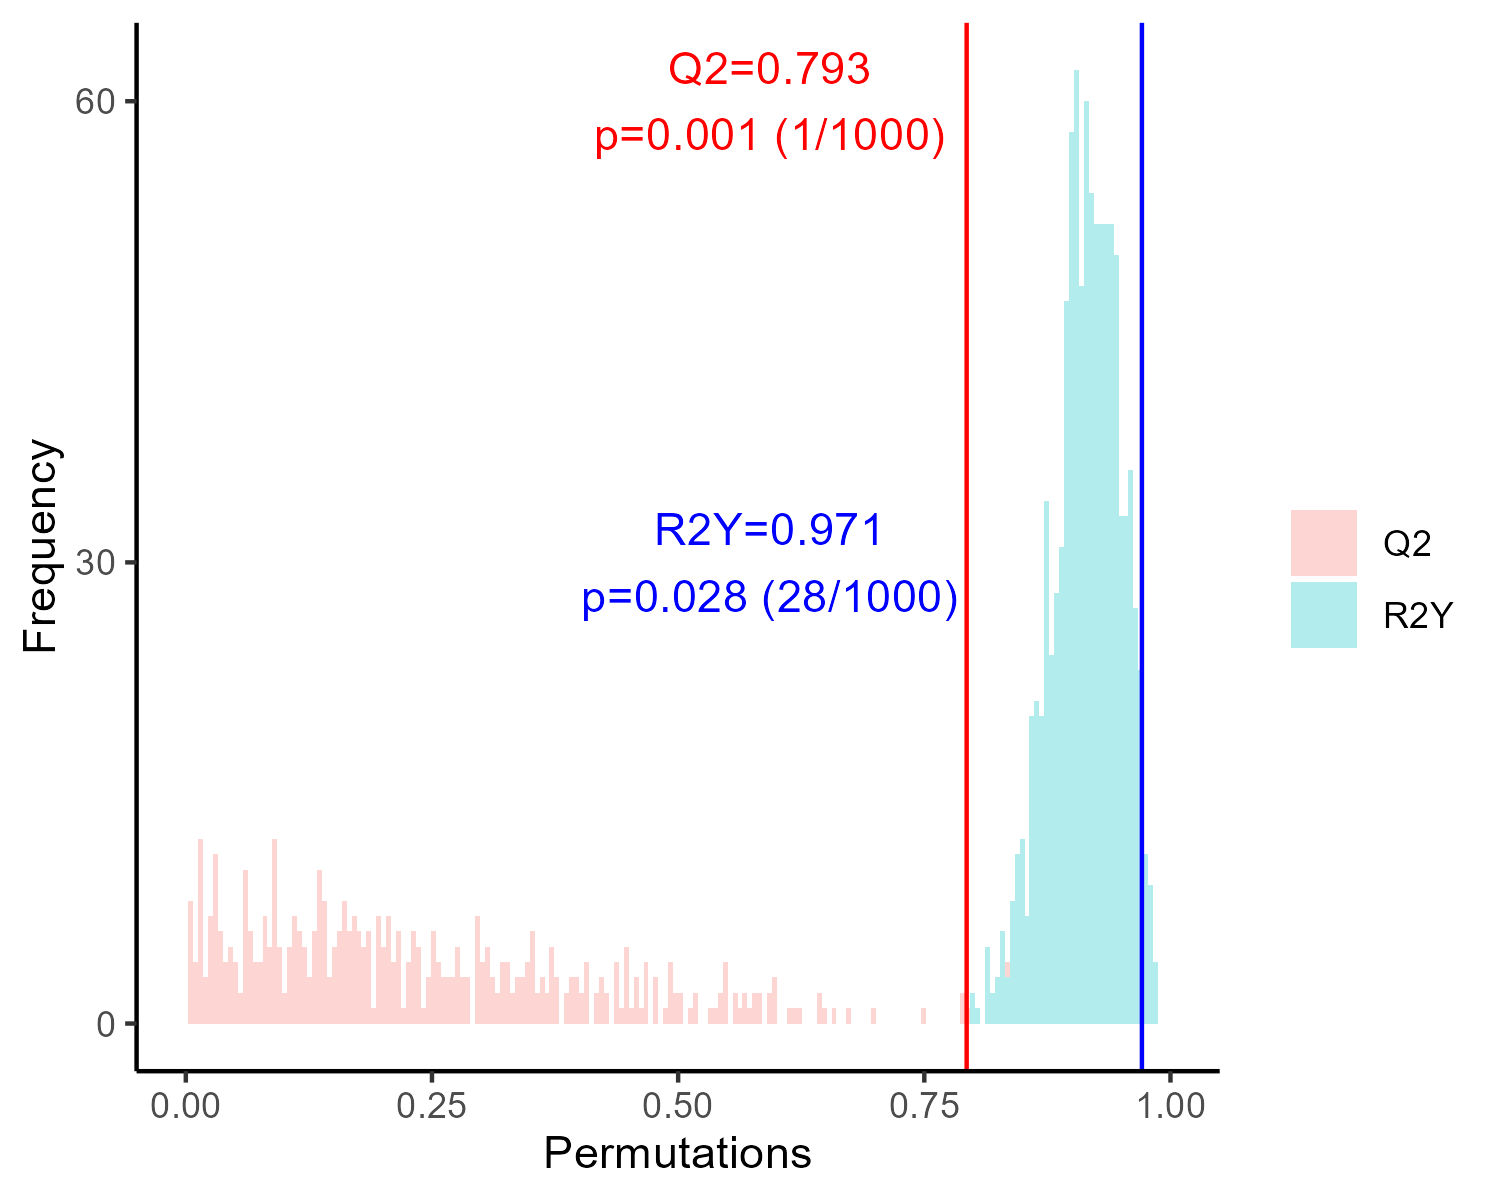 Q2=0.793
p=0.001 (1/1000)
R2Y=0.971
p=0.028 (28/1000)
Frequency
60
30
0
0.00 0.25 0.50 0.75 1.00
Permutations
Q2
R2Y